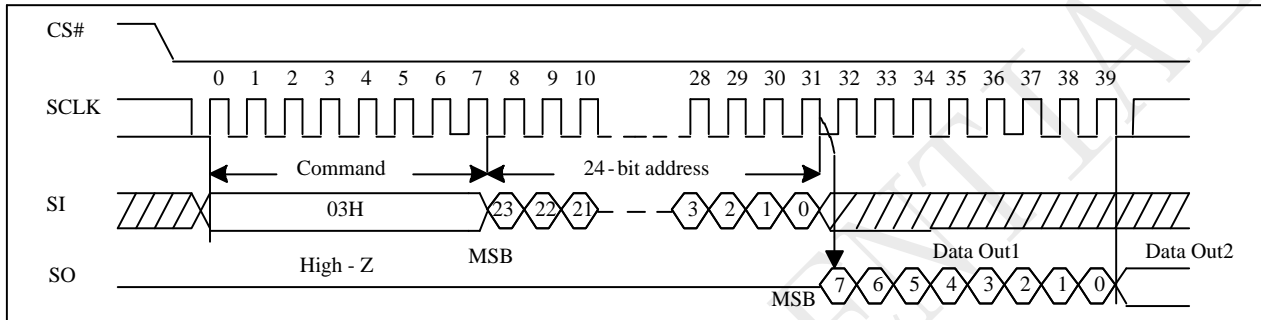 CS#
0 1 2 3 4 5 6 7 8 9 10 28 29 30 31 32 33 34 35 36 37 38 39
SCLK
Command 24-bit address
SI 03H 23 22 21 3 2 1 0
High - Z MSB Data Out1 Data Out2
SO MSB 7 6 5 4 3 2 1 0